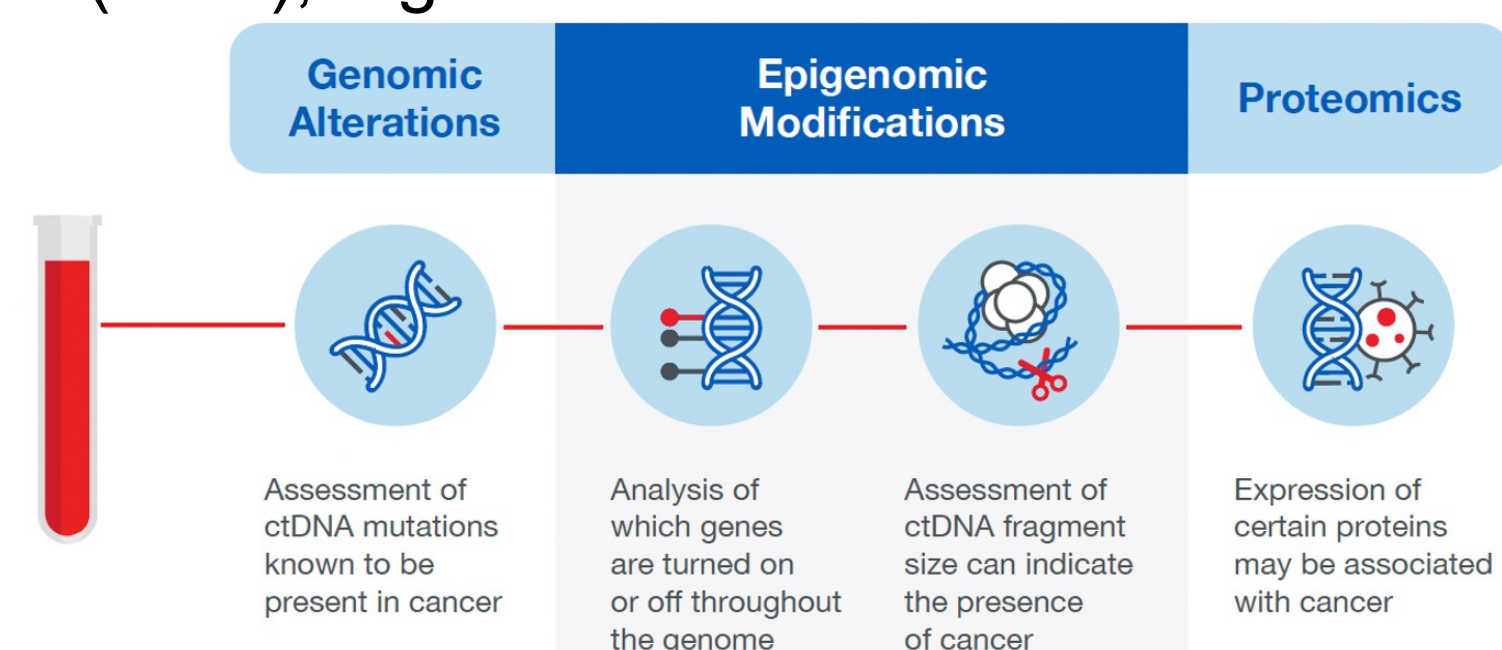 Genomic
Alterations
Epigenomic
Modifications
Proteomics
Assessment of
ctDNA mutations
known to be
present in cancer
Analysis of
which genes
are turned on
or off throughout
the genome
Assessment of
ctDNA fragment
size can indicate
the presence
of cancer
Expression of
certain proteins
may be associated
with cancer